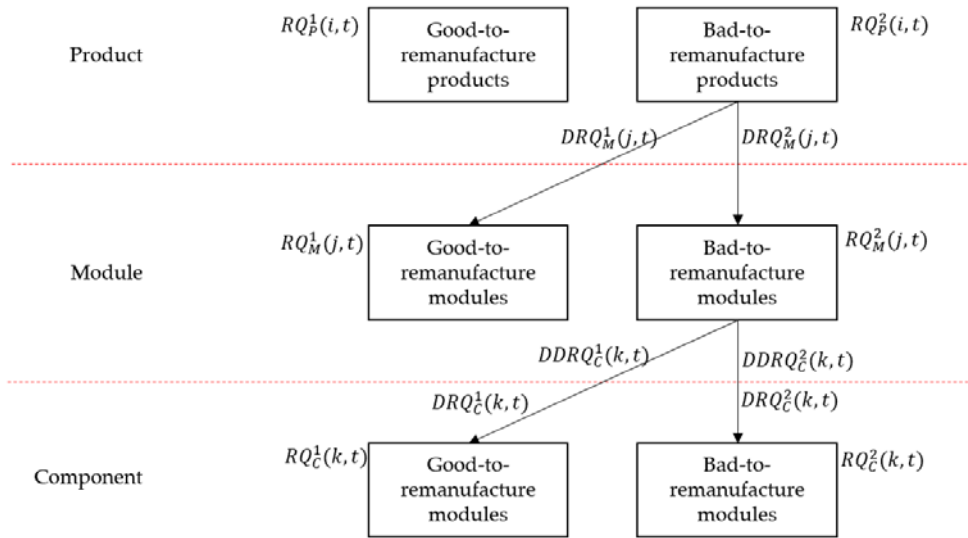 RQ_P^1(i,t)
Good-to-
remanufacture
products
Bad-to-
remanufacture
products
RQ_P^2(i,t)
Product
DRQ_M^1(j,t)
DRQ_M^2(j,t)
RQ_M^1(j,t)
Good-to-
remanufacture
modules
Bad-to-
remanufacture
modules
RQ_M^2(j,t)
Module
DDRQ_C^1(k,t)
DDRQ_C^2(k,t)
DRQ_C^1(k,t)
DRQ_C^2(k,t)
RQ_C^1(k,t)
Good-to-
remanufacture
modules
Bad-to-
remanufacture
modules
RQ_C^2(k,t)
Component